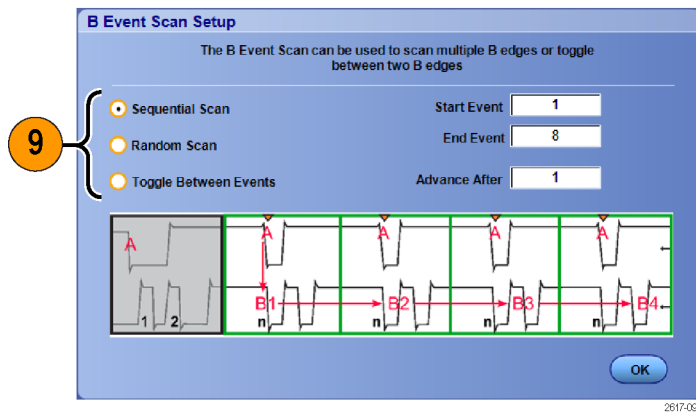 B Event Scan Setup
The B Event Scan can be used to scan multiple B edges or toggle
between two B edges
9
Sequential Scan
Random Scan
Toggle Between Events
Start Event 1
End Event 8
Advance After 1
A A A A A
B1 B2 B3 B4
1 2 n n n n
OK
2617-09